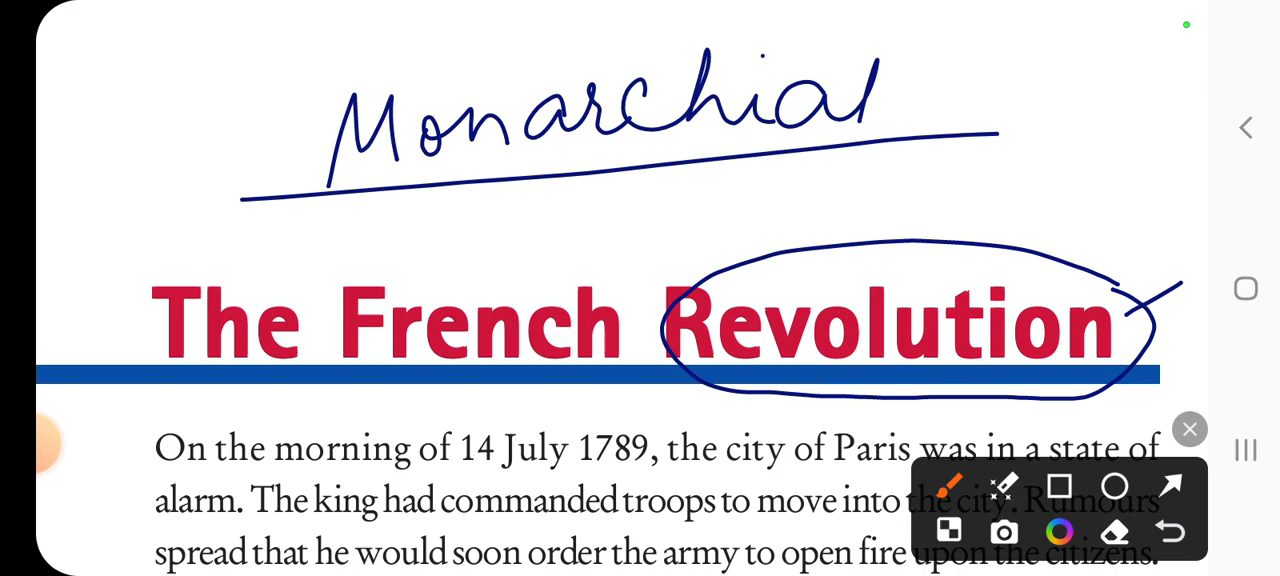 Monarchial
The French Revolution
On the morning of 14 July 1789, the city of Paris was in a state of
alarm. The king had commanded troops to move into the city. Rumours
spread that he would soon order the army to open fire upon the citizens.